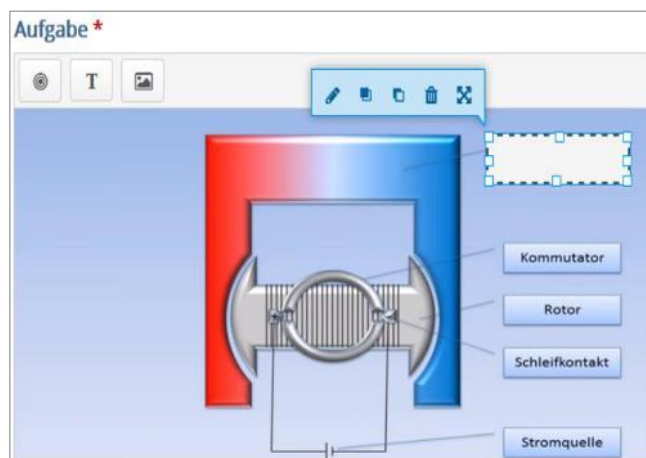 Aufgabe *
T
Kommutator
Rotor
Schleifkontakt
Stromquelle